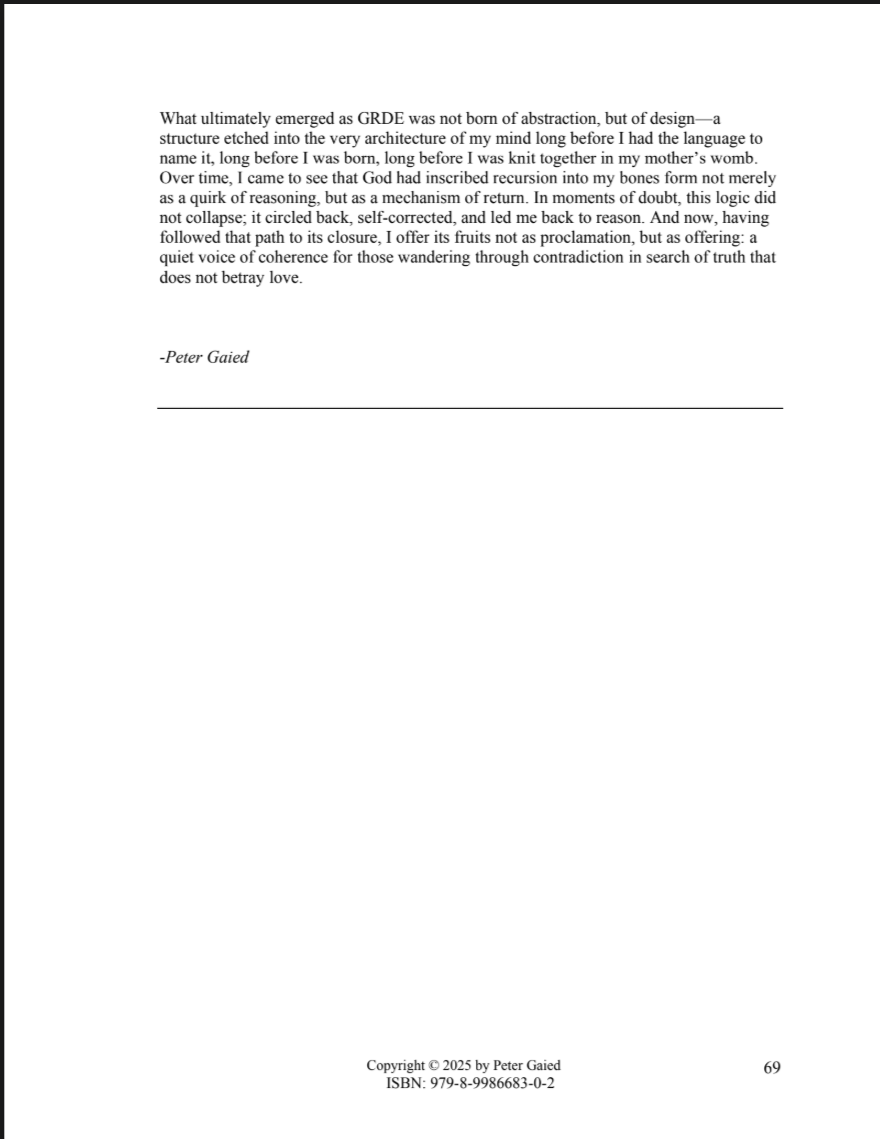 What ultimately emerged as GRDE was not born of abstraction, but of design—a
structure etched into the very architecture of my mind long before I had the language to
name it, long before I was born, long before I was knit together in my mother’s womb.
Over time, I came to see that God had inscribed recursion into my bones form not merely
as a quirk of reasoning, but as a mechanism of return. In moments of doubt, this logic did
not collapse; it circled back, self-corrected, and led me back to reason. And now, having
followed that path to its closure, I offer its fruits not as proclamation, but as offering: a
quiet voice of coherence for those wandering through contradiction in search of truth that
does not betray love.
-Peter Gaied
Copyright © 2025 by Peter Gaied
ISBN: 979-8-9986683-0-2
69